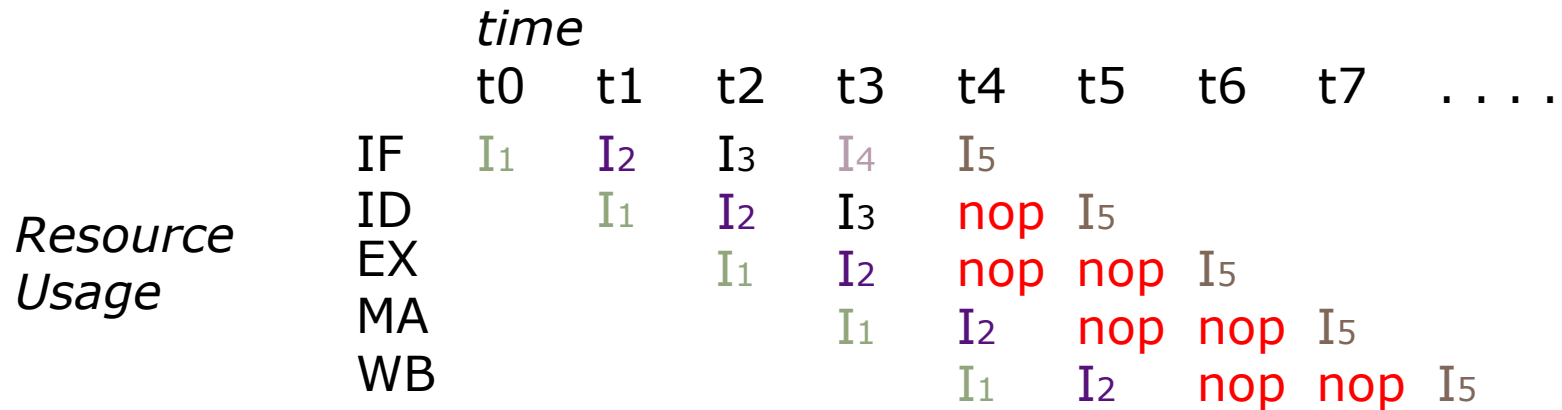 time
t0 t1 t2 t3 t4 t5 t6 t7 . . . .
IF I1 I2 I3 I4 I5
ID I1 I2 I3 nop I5
Resource
EX I1 I2 nop nop I5
Usage
MA I1 I2 nop nop I5
WB I1 I2 nop nop I5